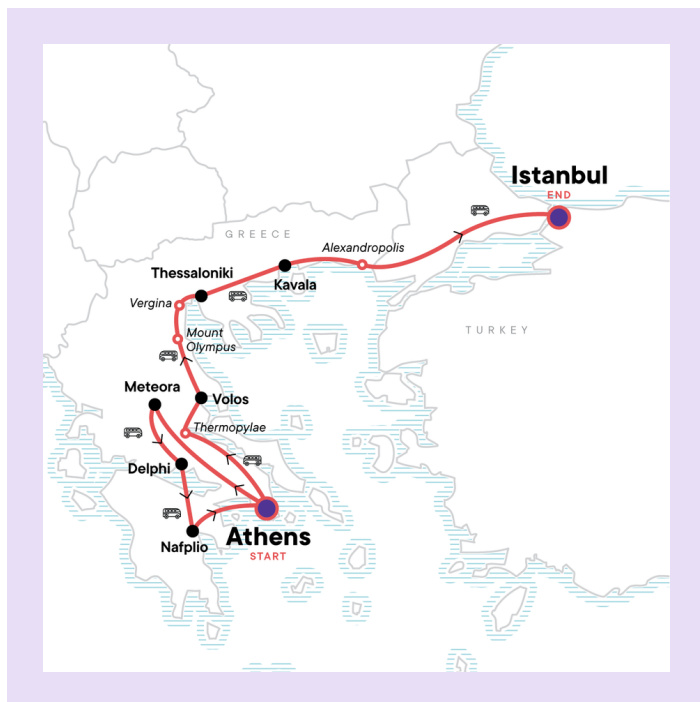 Istanbul
END
GREECE
Alexandropolis
Thessaloniki
Kavala
Vergina
Mount
Olympus
TURKEY
Meteora
Volos
Thermopylae
Delphi
Athens
Nafplio
START